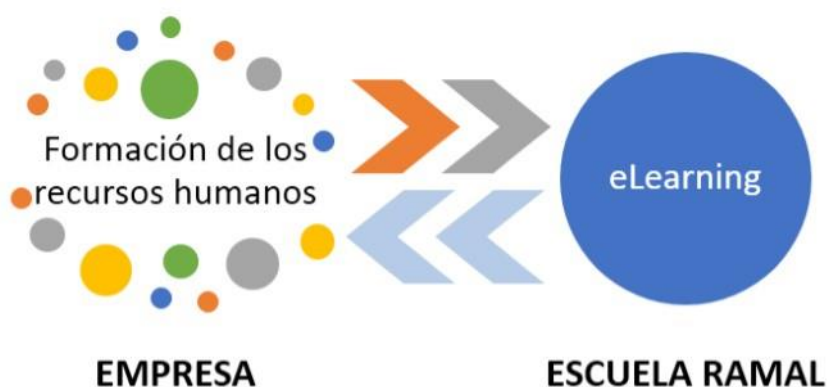 Formación de los
recursos humanos
eLearning
EMPRESA
ESCUELA RAMAL